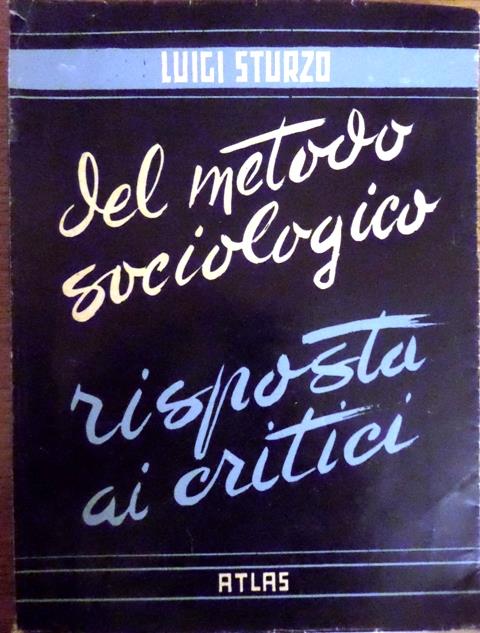 LUIGI STURZO
del metodo
sociologico
risposta
ai critici
ATLAS